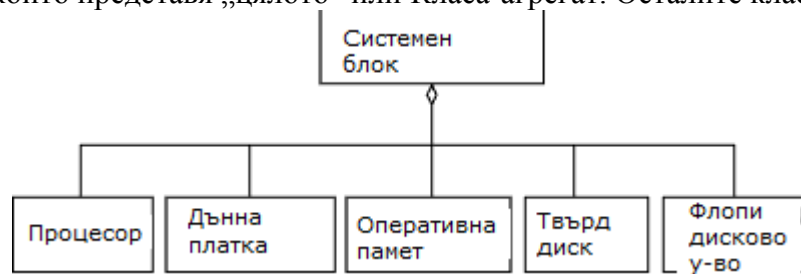 който представя „цялото“ или Класа-агрегат. Осталите клас
Системен
блок
Процесор
Дънна
платка
Оперативна
памет
Твърд
диск
Флопи
дисково
у-во